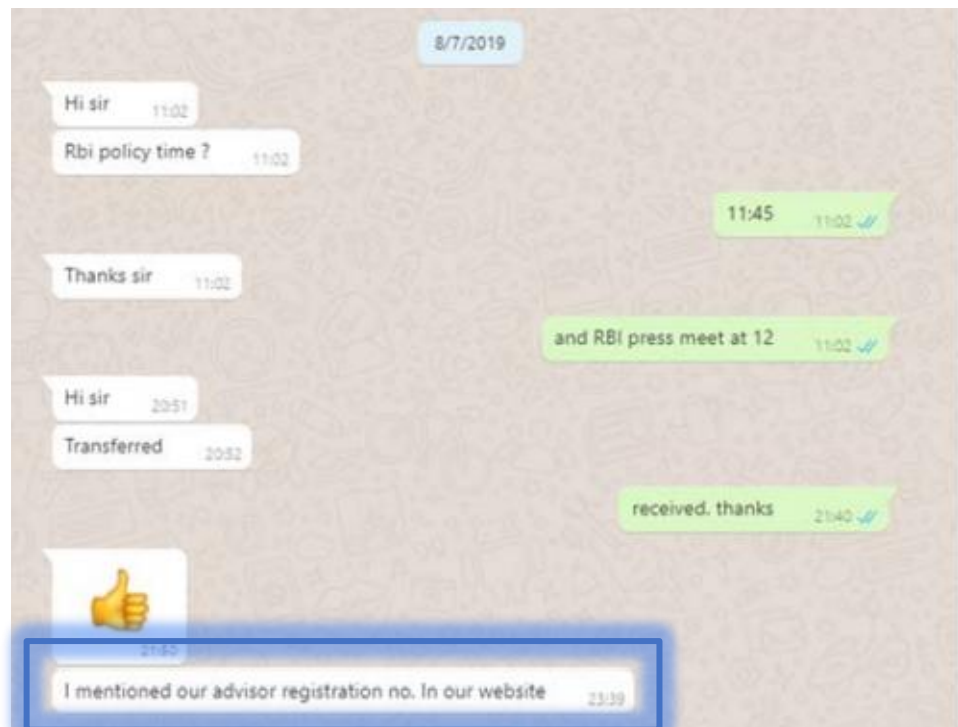 8/7/2019
Hi sir 11:02
Rbi policy time ? 11:02
11:45 11:02
Thanks sir 11:02
and RBI press meet at 12 11:02
Hi sir 20:51
Transferred 20:52
received. thanks 21:40
21:50
I mentioned our advisor registration no. In our website 23:39